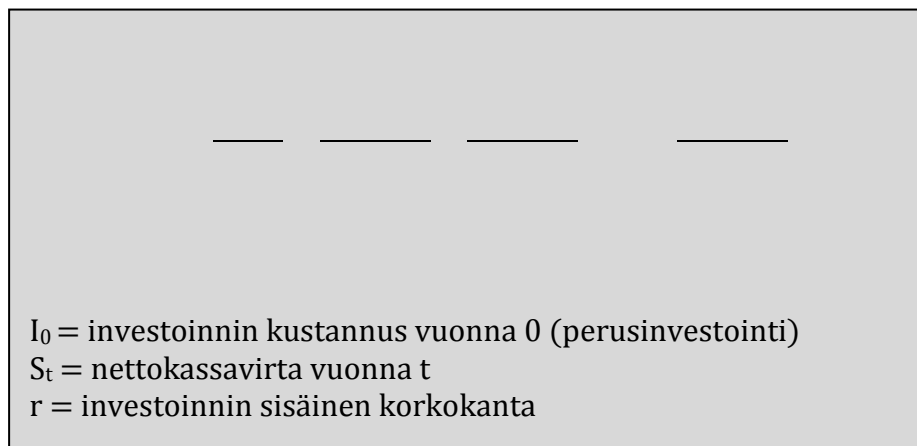 I₀ = investoinnin kustannus vuonna 0 (perusinvestointi)
Sₜ = nettokassavirta vuonna t
r = investoinnin sisäinen korkokanta